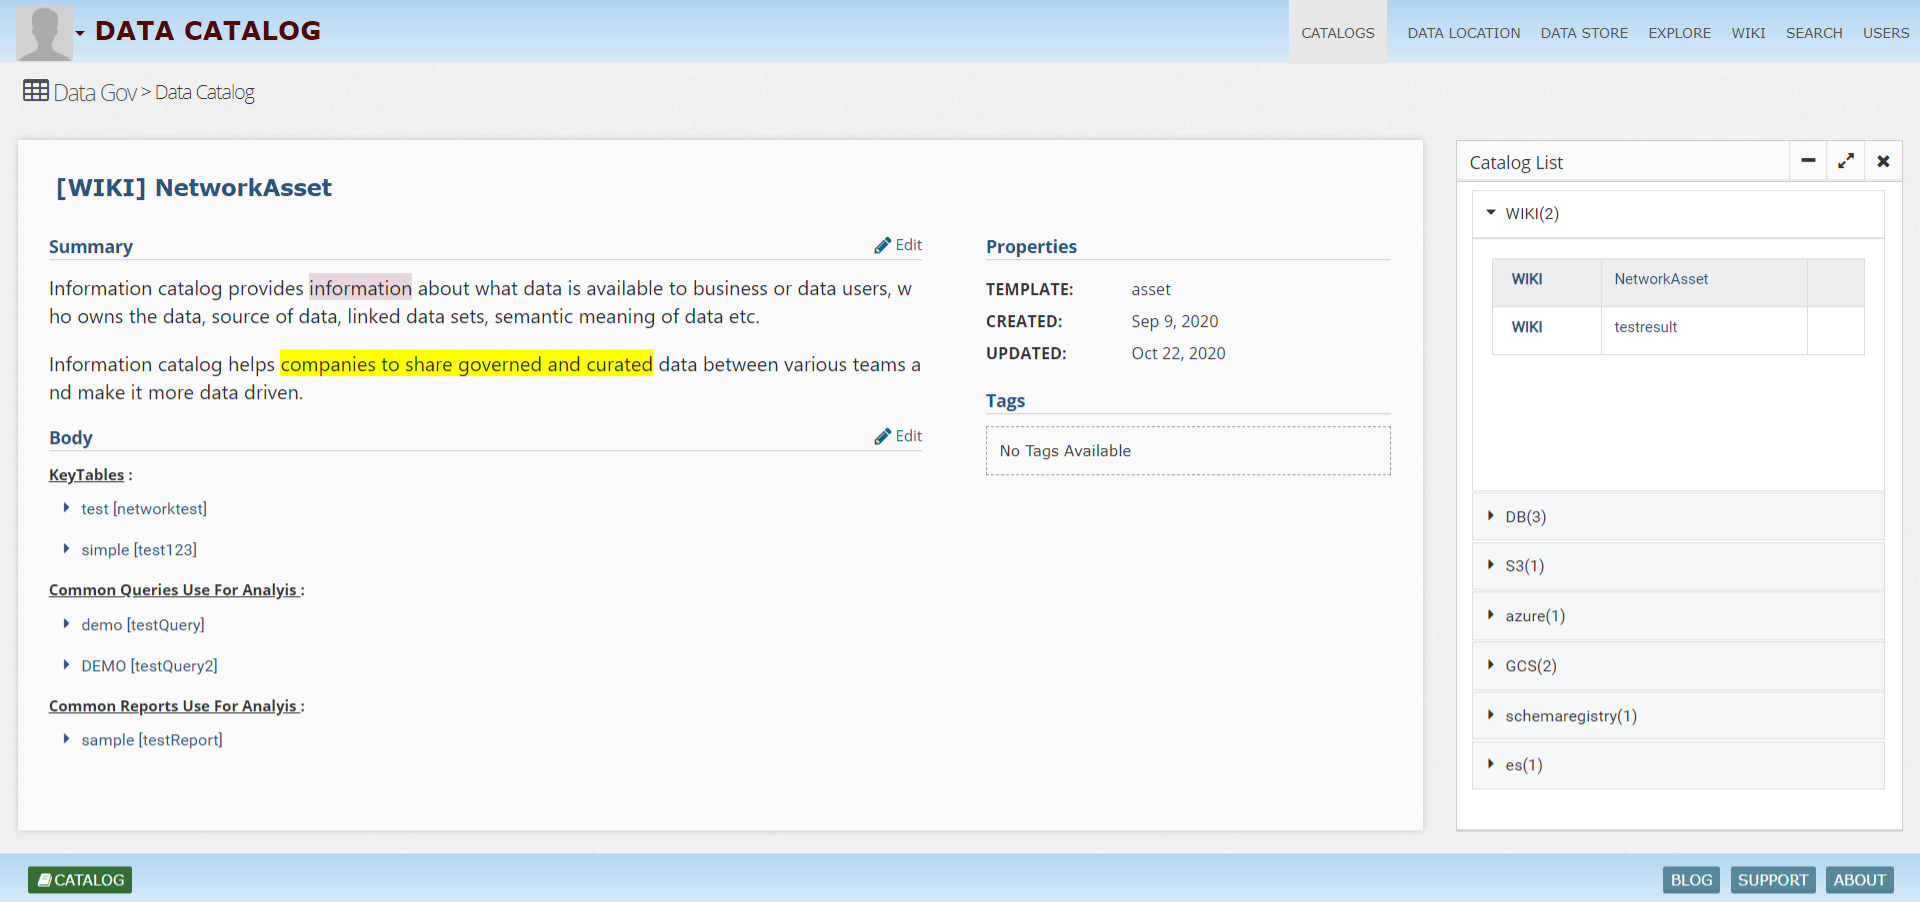 DATA CATALOG
CATALOGS DATA LOCATION DATA STORE EXPLORE WIKI SEARCH USERS
Data Gov > Data Catalog
[WIKI] NetworkAsset
Summary Edit
Information catalog provides information about what data is available to business or data users, w
ho owns the data, source of data, linked data sets, semantic meaning of data etc.
Information catalog helps companies to share governed and curated data between various teams a
nd make it more data driven.
Body Edit
KeyTables :
test [networktest]
simple [test123]
Common Queries Use For Analyis :
demo [testQuery]
DEMO [testQuery2]
Common Reports Use For Analyis :
sample [testReport]
Properties
TEMPLATE: asset
CREATED: Sep 9, 2020
UPDATED: Oct 22, 2020
Tags
No Tags Available
Catalog List
WIKI(2)
WIKI NetworkAsset
WIKI testresult
DB(3)
S3(1)
azure(1)
GCS(2)
schemaregistry(1)
es(1)
CATALOG
BLOG SUPPORT ABOUT